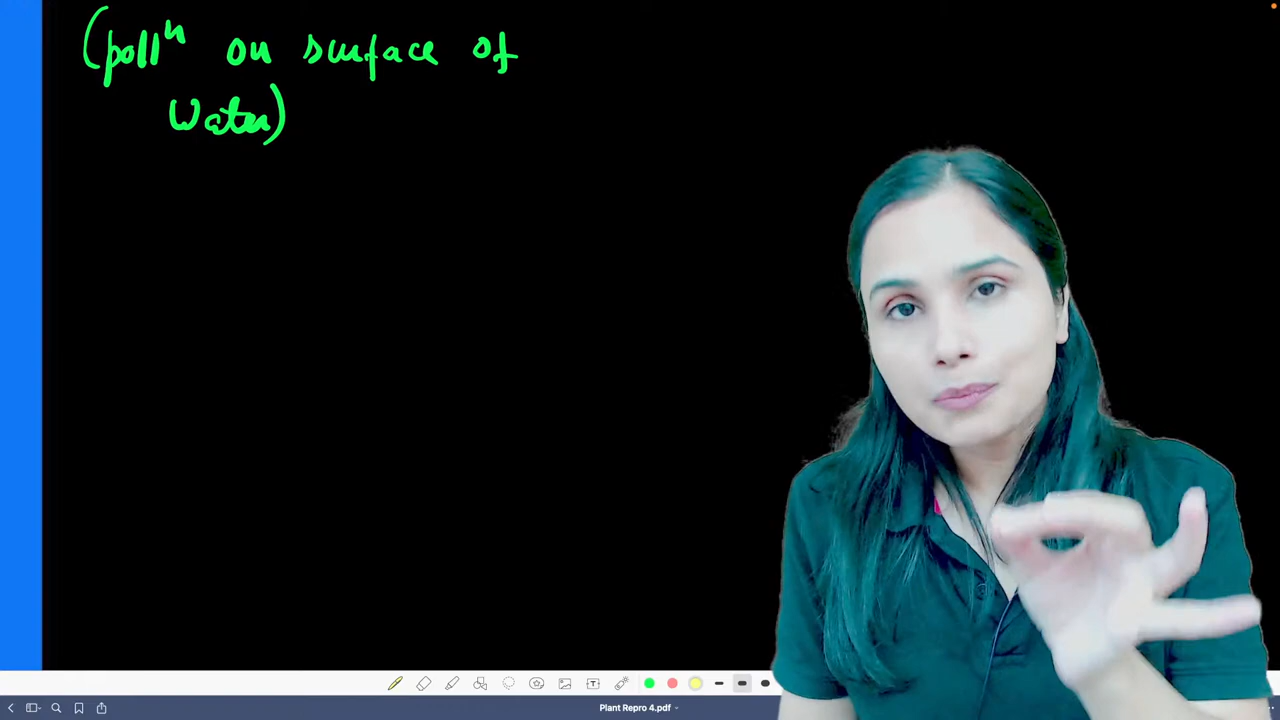 (pollⁿ on surface of
Water)
Plant Repro 4.pdf